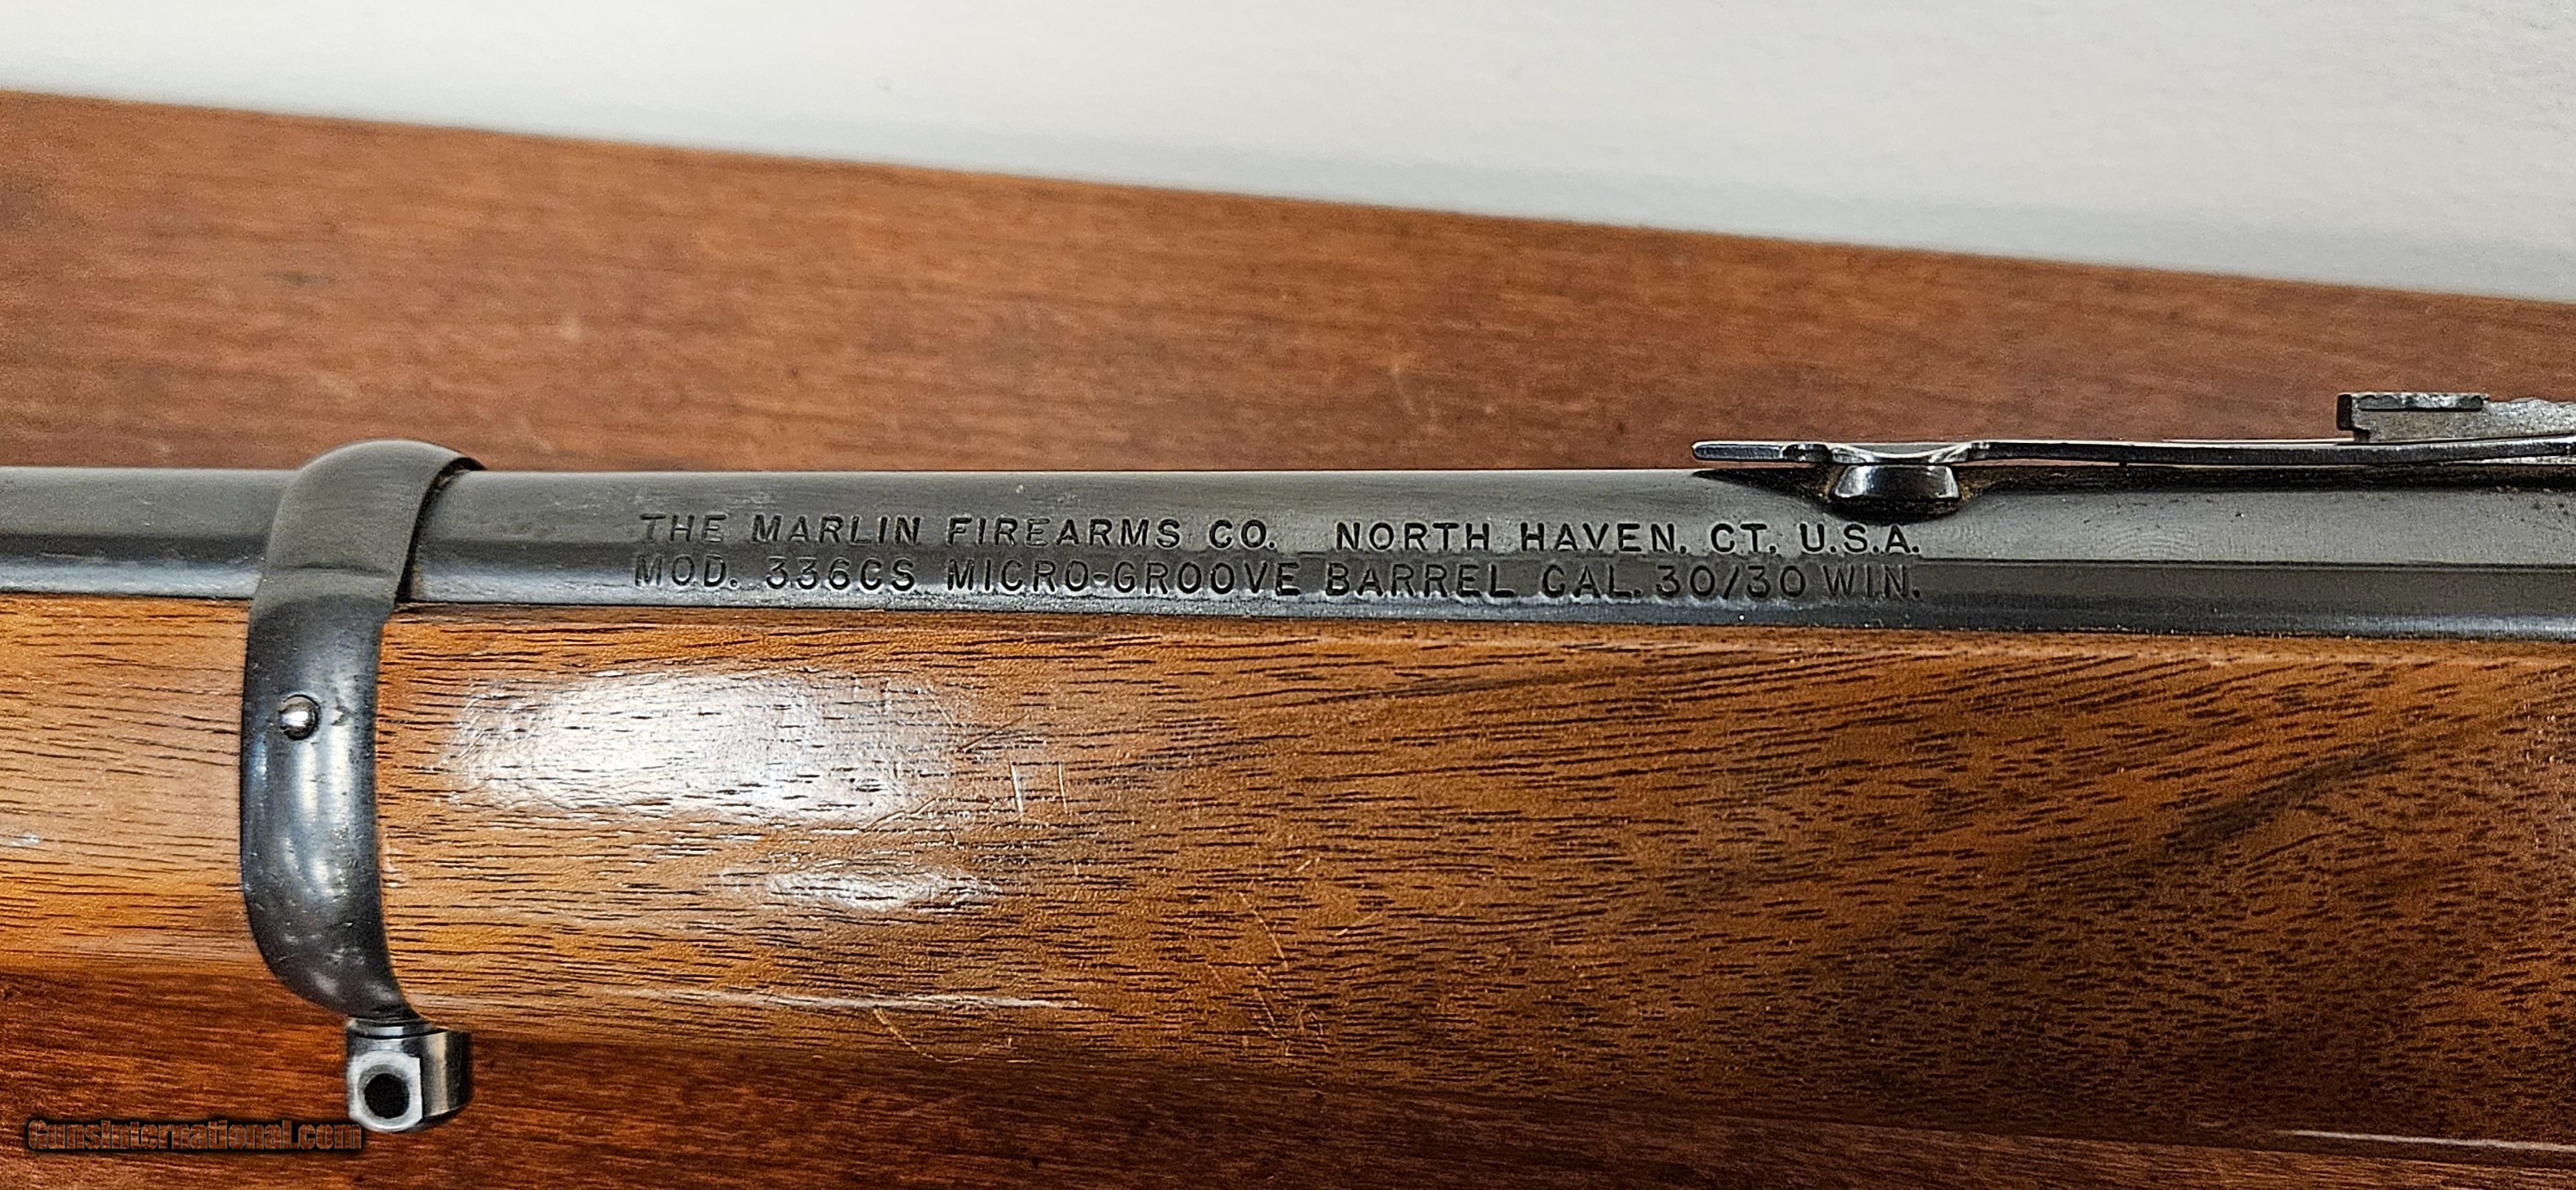 THE MARLIN FIREARMS CO. NORTH HAVEN, CT. U.S.A.
MOD. 336CS MICRO-GROOVE BARREL CAL. 30/30 WIN.
GunsInternational.com